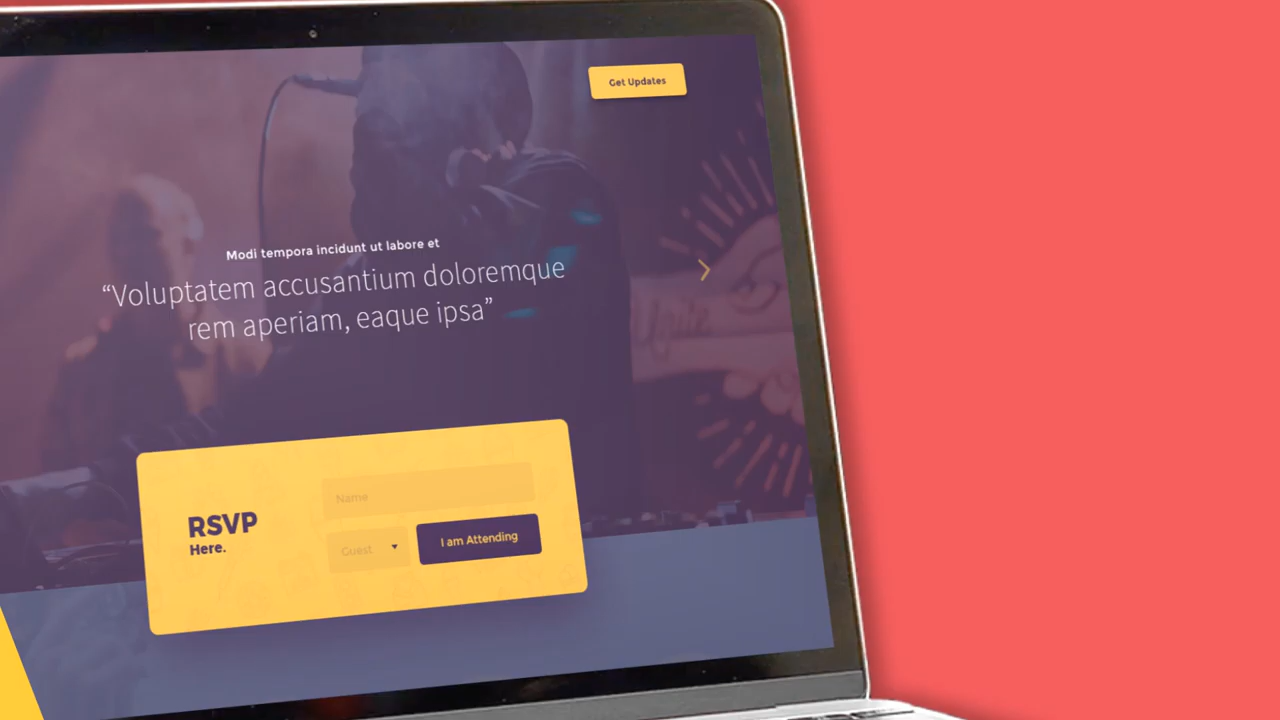 Get Updates
Modi tempora incidunt ut labore et
“Voluptatem accusantium doloremque
rem aperiam, eaque ipsa”
RSVP
Here.
Name
Guest
I am Attending